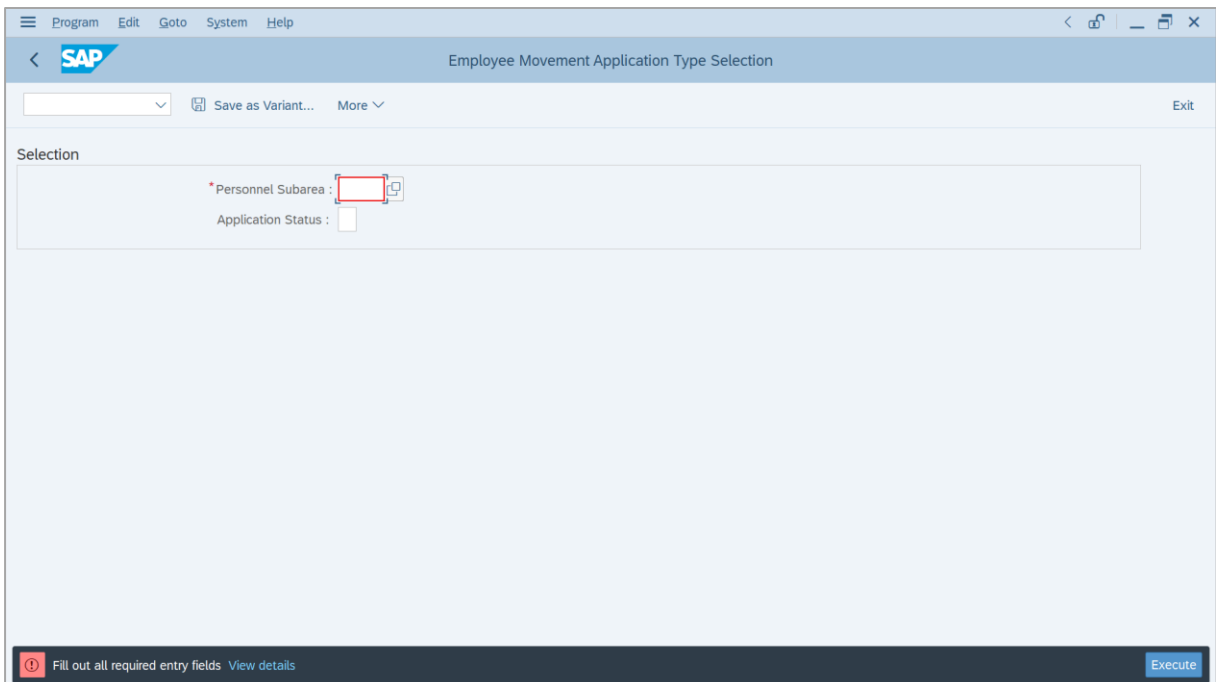 Program Edit Goto System Help
SAP
Employee Movement Application Type Selection
Save as Variant... More Exit
Selection
*Personnel Subarea :
Application Status :
Fill out all required entry fields View details Execute